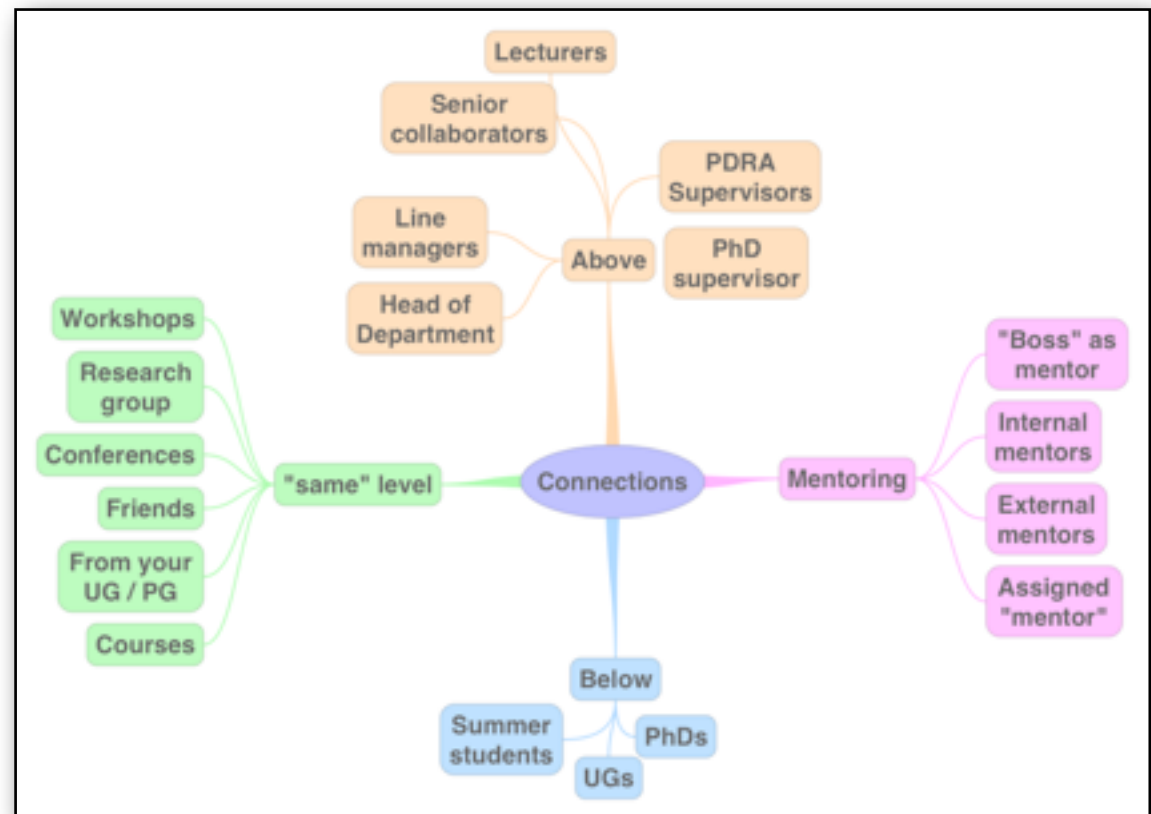 Lecturers
Senior
collaborators
PDRA
Supervisors
Line
managers
Above
PhD
supervisor
Head of
Department
Workshops
Research
group
Conferences
Friends
From your
UG / PG
Courses
"same" level
Connections
Mentoring
"Boss" as
mentor
Internal
mentors
External
mentors
Assigned
"mentor"
Below
Summer
students
PhDs
UGs